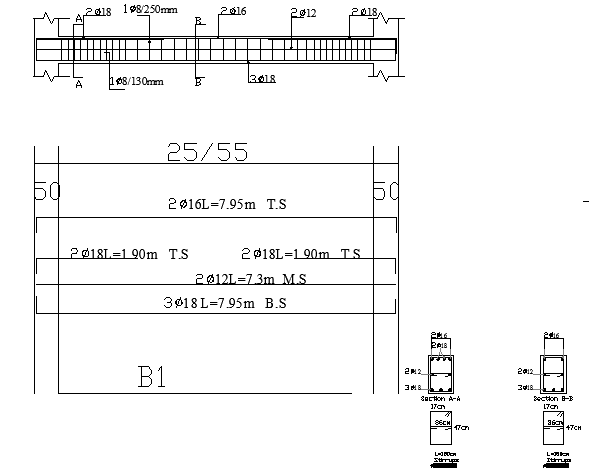 A 2Ø18 1Ø8/250mm B 2Ø16 2Ø12 2Ø18
A 1Ø8/130mm B 3Ø18
25/55
50 50
2Ø16L=7.95m T.S
2Ø18L=1.90m T.S 2Ø18L=1.90m T.S
2Ø12L=7.3m M.S
3Ø18 L=7.95m B.S
B1
2Ø16 2Ø16
2Ø18
2Ø12 2Ø12
3Ø18 3Ø18
Section A-A Section B-B
17cm 17cm
36cm 47cm 36cm 47cm
Stirrups Stirrups